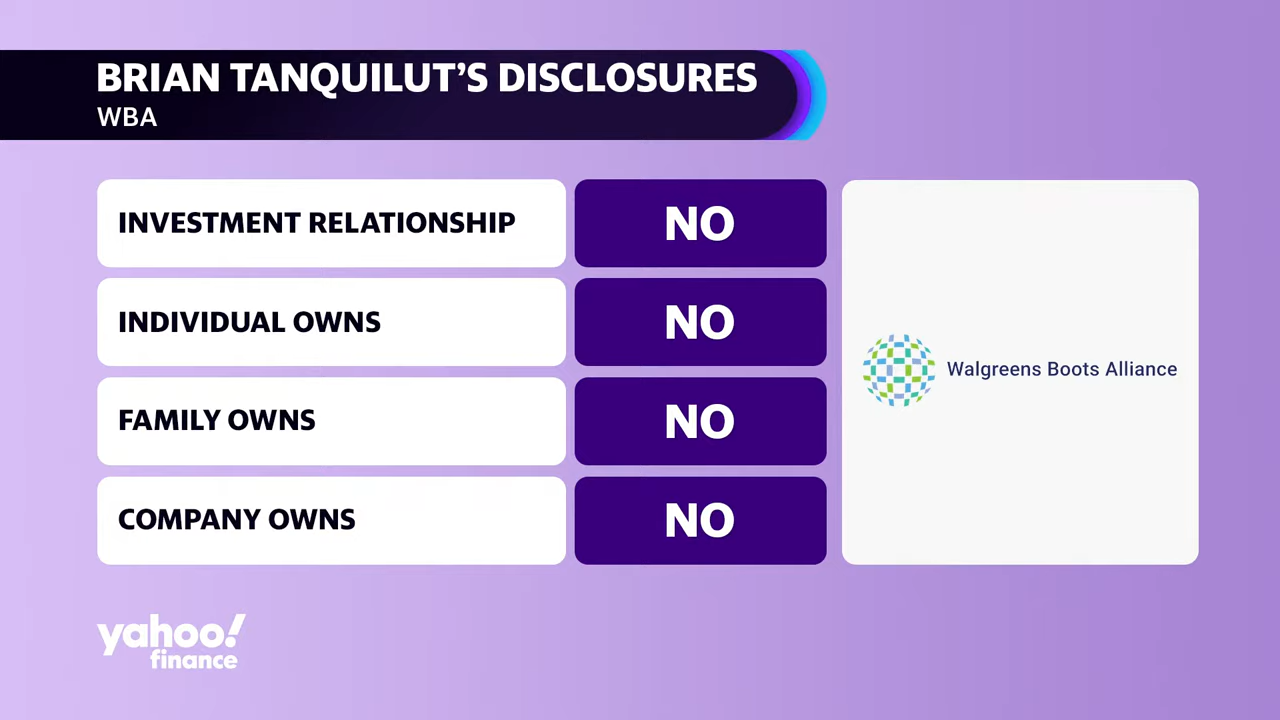 BRIAN TANQUILUT’S DISCLOSURES
WBA
INVESTMENT RELATIONSHIP
NO
INDIVIDUAL OWNS
NO
FAMILY OWNS
NO
COMPANY OWNS
NO
Walgreens Boots Alliance
yahoo!
finance